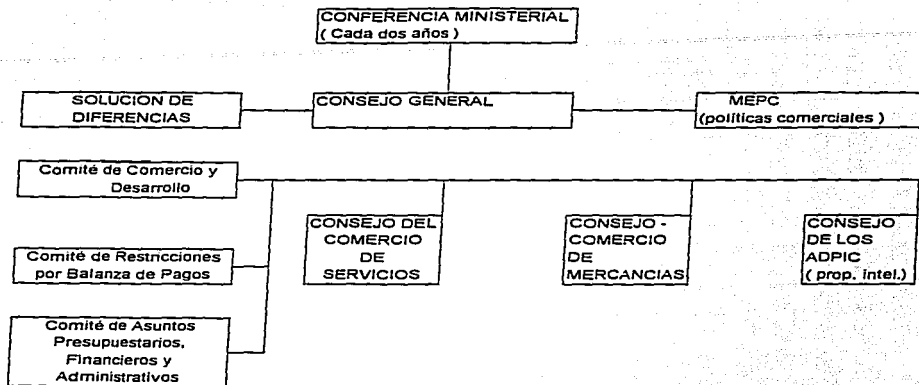 CONFERENCIA MINISTERIAL
( Cada dos años )
SOLUCION DE
DIFERENCIAS
CONSEJO GENERAL
MEPC
(políticas comerciales )
Comité de Comercio y
Desarrollo
CONSEJO DEL
COMERCIO
DE
SERVICIOS
CONSEJO -
COMERCIO
DE
MERCANCIAS
CONSEJO
DE LOS
ADPIC
( prop. intel.)
Comité de Restricciones
por Balanza de Pagos
Comité de Asuntos
Presupuestarios,
Financieros y
Administrativos